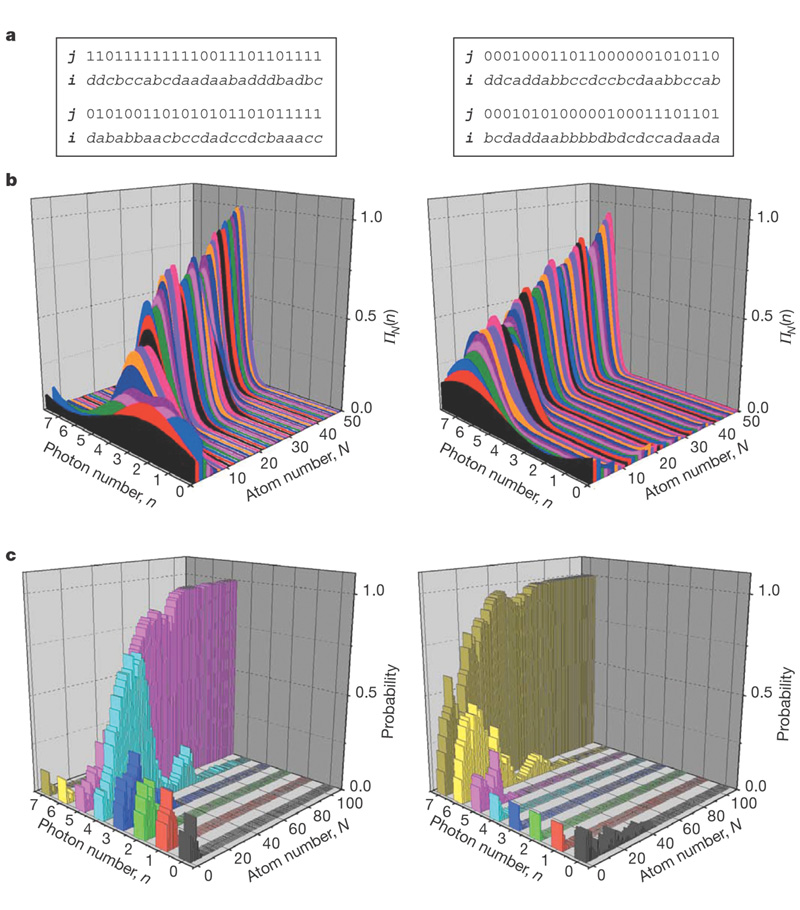 a
j 1101111111110011101101111
i ddcbccabcdaadaabadddbadbc
j 0101001101010101101011111
i dababbaacbccdadccdcbaaacc
j 0001000110110000001010110
i ddcaddabbccdccbcdaabbccab
j 0001010100000100011101101
i bcdaddaabbbbdbdcdccadaada
b
1.0
0.5
0.0
Π_N(n)
7 6 5 4 3 2 1 0
Photon number, n
10 20 30 40 50
Atom number, N
1.0
0.5
0.0
Π_N(n)
7 6 5 4 3 2 1 0
Photon number, n
10 20 30 40 50
Atom number, N
c
1.0
0.5
0.0
Probability
7 6 5 4 3 2 1 0
Photon number, n
0 20 40 60 80 100
Atom number, N
1.0
0.5
0.0
Probability
7 6 5 4 3 2 1 0
Photon number, n
0 20 40 60 80 100
Atom number, N